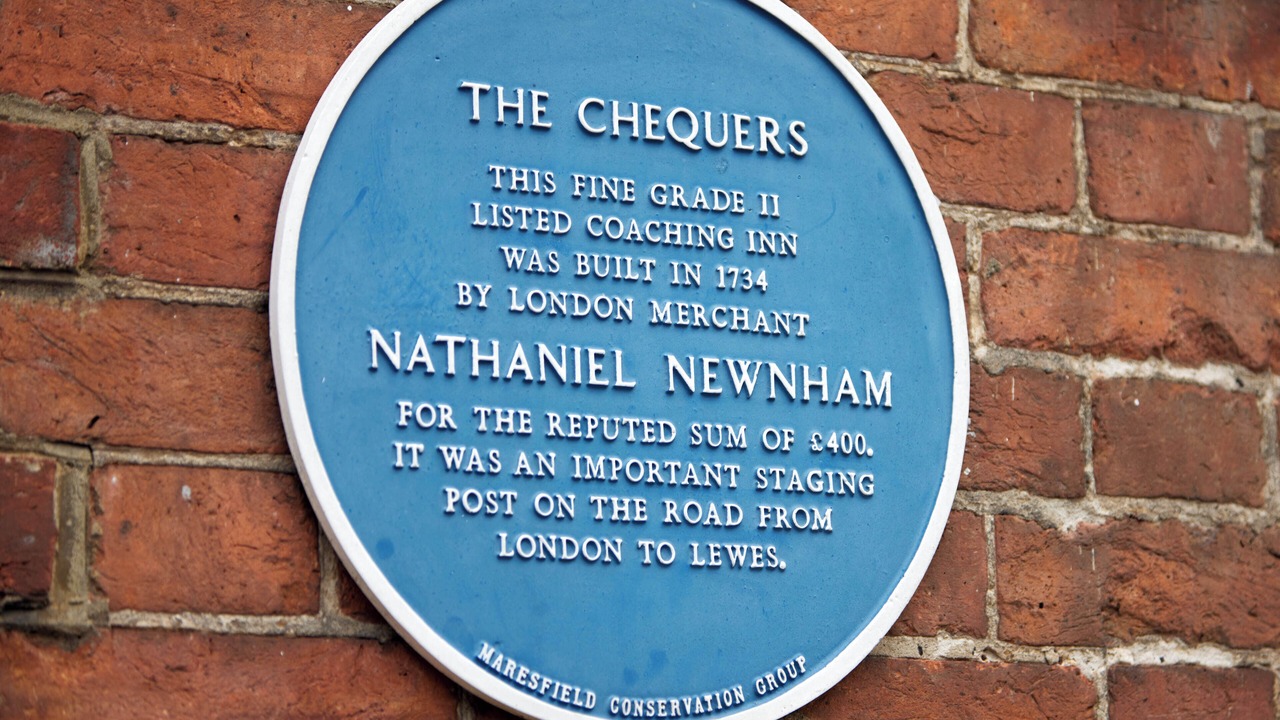 THE CHEQUERS
THIS FINE GRADE II
LISTED COACHING INN
WAS BUILT IN 1734
BY LONDON MERCHANT
NATHANIEL NEWNHAM
FOR THE REPUTED SUM OF £400.
IT WAS AN IMPORTANT STAGING
POST ON THE ROAD FROM
LONDON TO LEWES.
MARESFIELD CONSERVATION GROUP